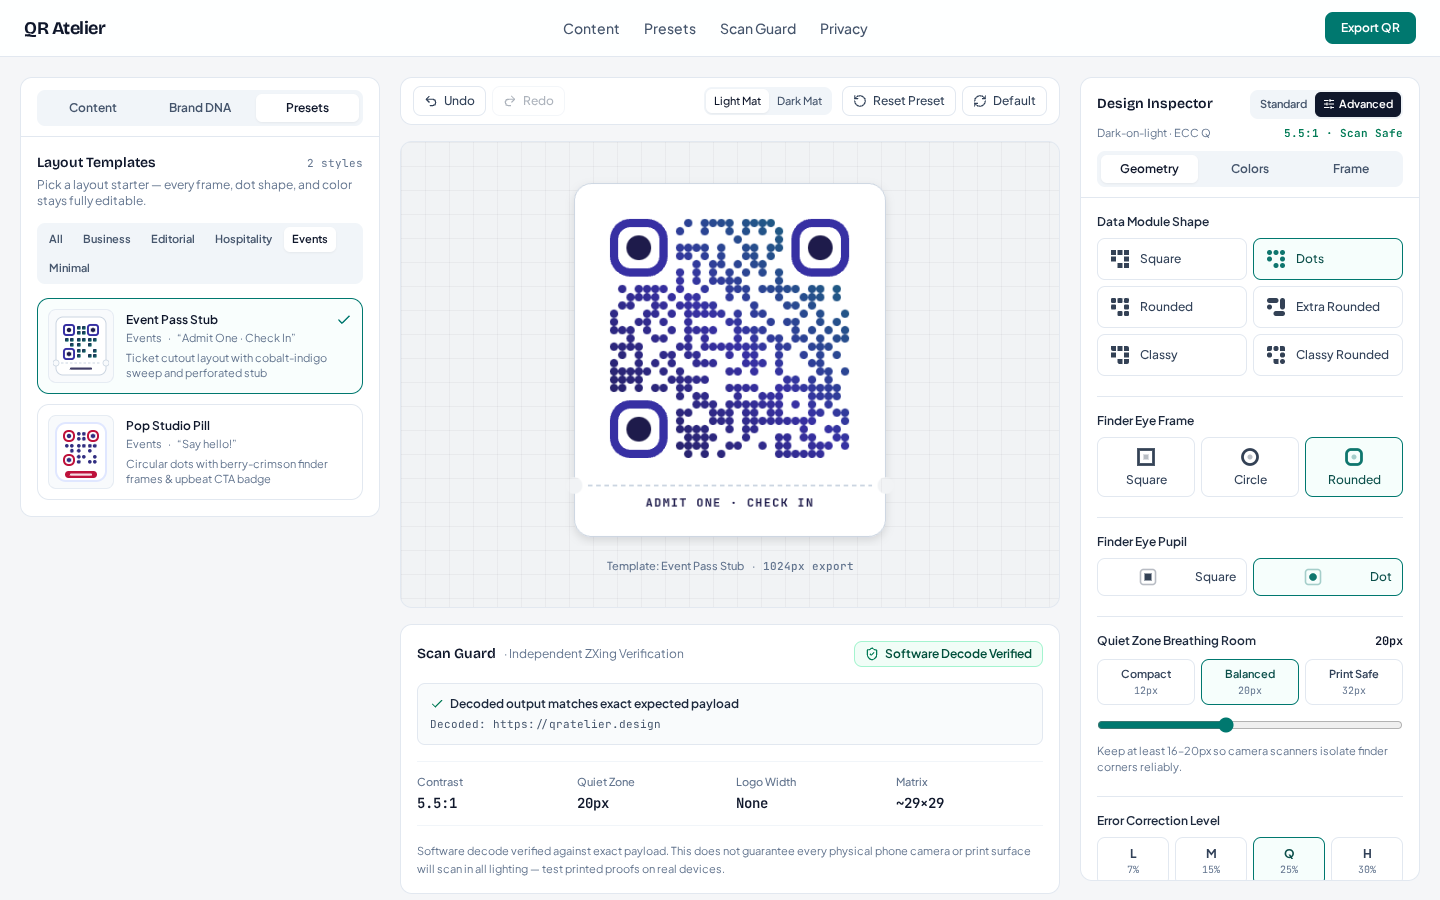 QR Atelier
Content Presets Scan Guard Privacy
Export QR
Content Brand DNA Presets
Layout Templates 2 styles
Pick a layout starter — every frame, dot shape, and color
stays fully editable.
All Business Editorial Hospitality Events
Minimal
Event Pass Stub
Events · “Admit One · Check In”
Ticket cutout layout with cobalt-indigo
sweep and perforated stub
Pop Studio Pill
Events · “Say hello!”
Circular dots with berry-crimson finder
frames & upbeat CTA badge
Undo Redo Light Mat Dark Mat Reset Preset Default
ADMIT ONE · CHECK IN
Template: Event Pass Stub · 1024px export
Scan Guard · Independent ZXing Verification Software Decode Verified
Decoded output matches exact expected payload
Decoded: https://qratelier.design
Contrast Quiet Zone Logo Width Matrix
5.5:1 20px None ~29×29
Software decode verified against exact payload. This does not guarantee every physical phone camera or print surface
will scan in all lighting — test printed proofs on real devices.
Design Inspector Standard Advanced
Dark-on-light · ECC Q 5.5:1 · Scan Safe
Geometry Colors Frame
Data Module Shape
Square Dots
Rounded Extra Rounded
Classy Classy Rounded
Finder Eye Frame
Square Circle Rounded
Finder Eye Pupil
Square Dot
Quiet Zone Breathing Room 20px
Compact Balanced Print Safe
12px 20px 32px
Keep at least 16–20px so camera scanners isolate finder
corners reliably.
Error Correction Level
L M Q H
7% 15% 25% 30%